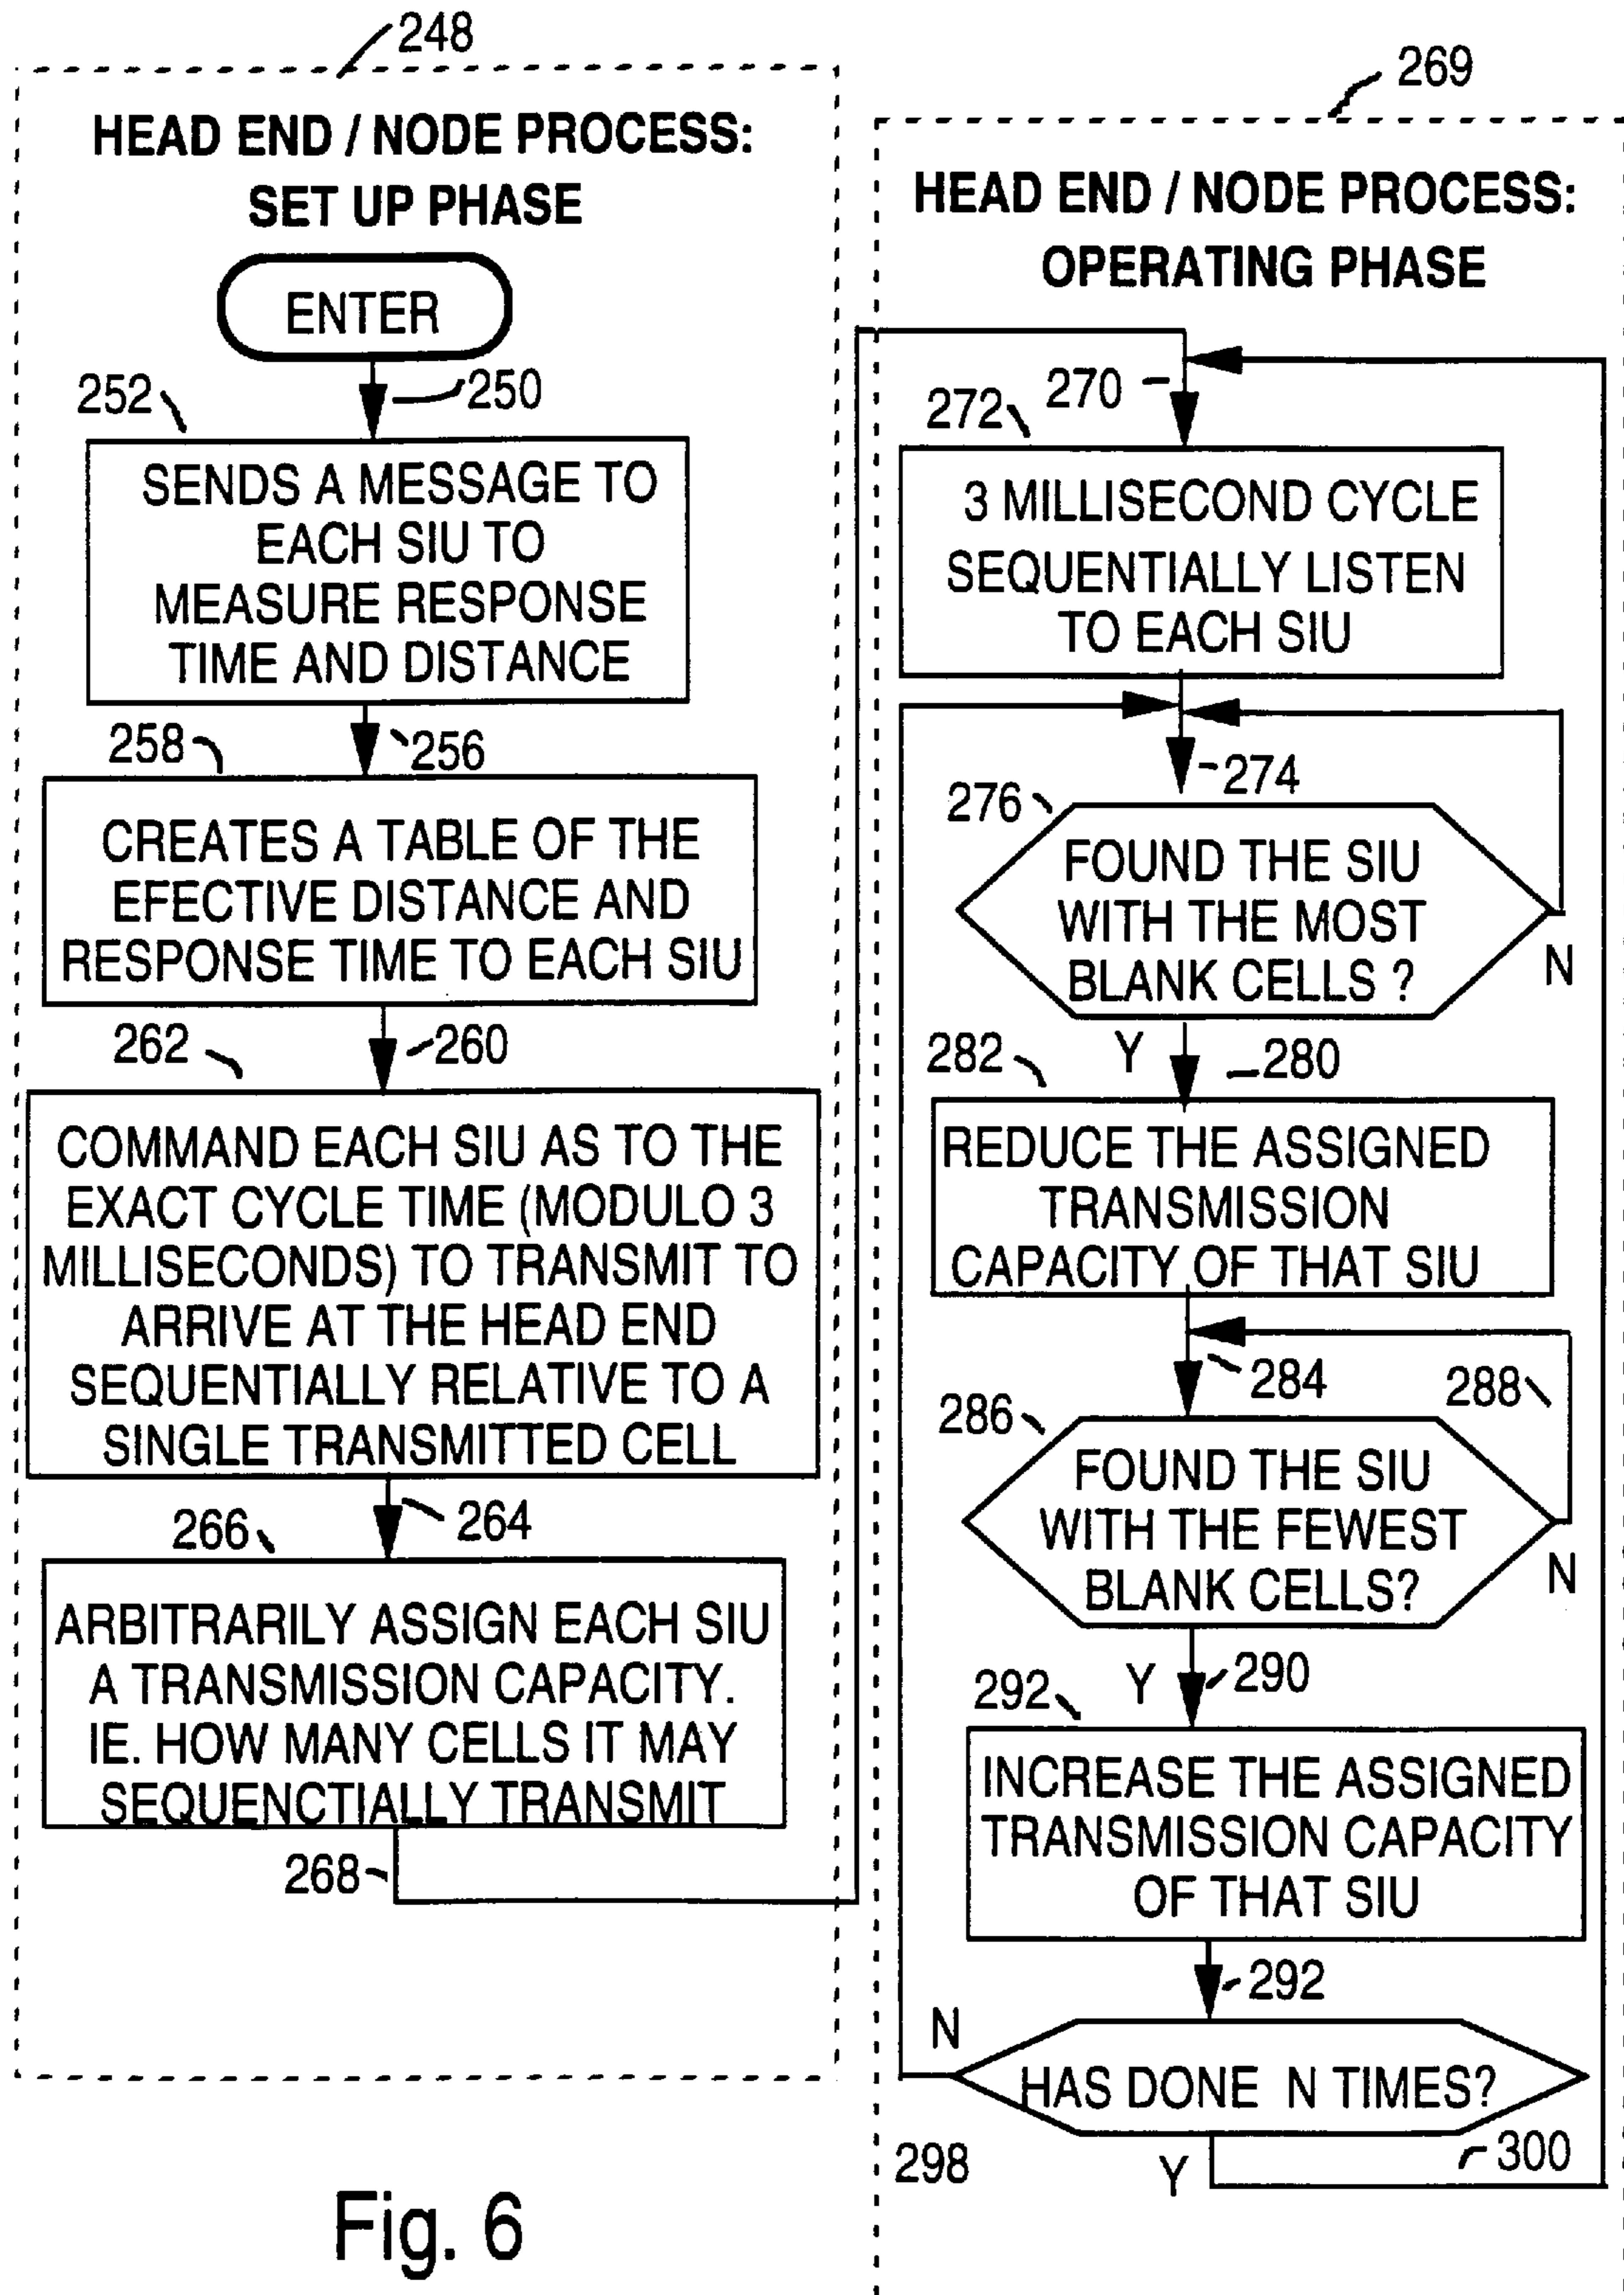 248
HEAD END / NODE PROCESS:
SET UP PHASE
ENTER
250
252
SENDS A MESSAGE TO
EACH SIU TO
MEASURE RESPONSE
TIME AND DISTANCE
256
258
CREATES A TABLE OF THE
EFECTIVE DISTANCE AND
RESPONSE TIME TO EACH SIU
260
262
COMMAND EACH SIU AS TO THE
EXACT CYCLE TIME (MODULO 3
MILLISECONDS) TO TRANSMIT TO
ARRIVE AT THE HEAD END
SEQUENTIALLY RELATIVE TO A
SINGLE TRANSMITTED CELL
264
266
ARBITRARILY ASSIGN EACH SIU
A TRANSMISSION CAPACITY.
IE. HOW MANY CELLS IT MAY
SEQUENCTIALLY TRANSMIT
268
269
HEAD END / NODE PROCESS:
OPERATING PHASE
270
272
3 MILLISECOND CYCLE
SEQUENTIALLY LISTEN
TO EACH SIU
274
276
FOUND THE SIU
WITH THE MOST
BLANK CELLS ?
N
Y
280
282
REDUCE THE ASSIGNED
TRANSMISSION
CAPACITY OF THAT SIU
284
288
286
FOUND THE SIU
WITH THE FEWEST
BLANK CELLS?
N
Y
290
292
INCREASE THE ASSIGNED
TRANSMISSION CAPACITY
OF THAT SIU
292
N
HAS DONE N TIMES?
298
Y
300
Fig. 6